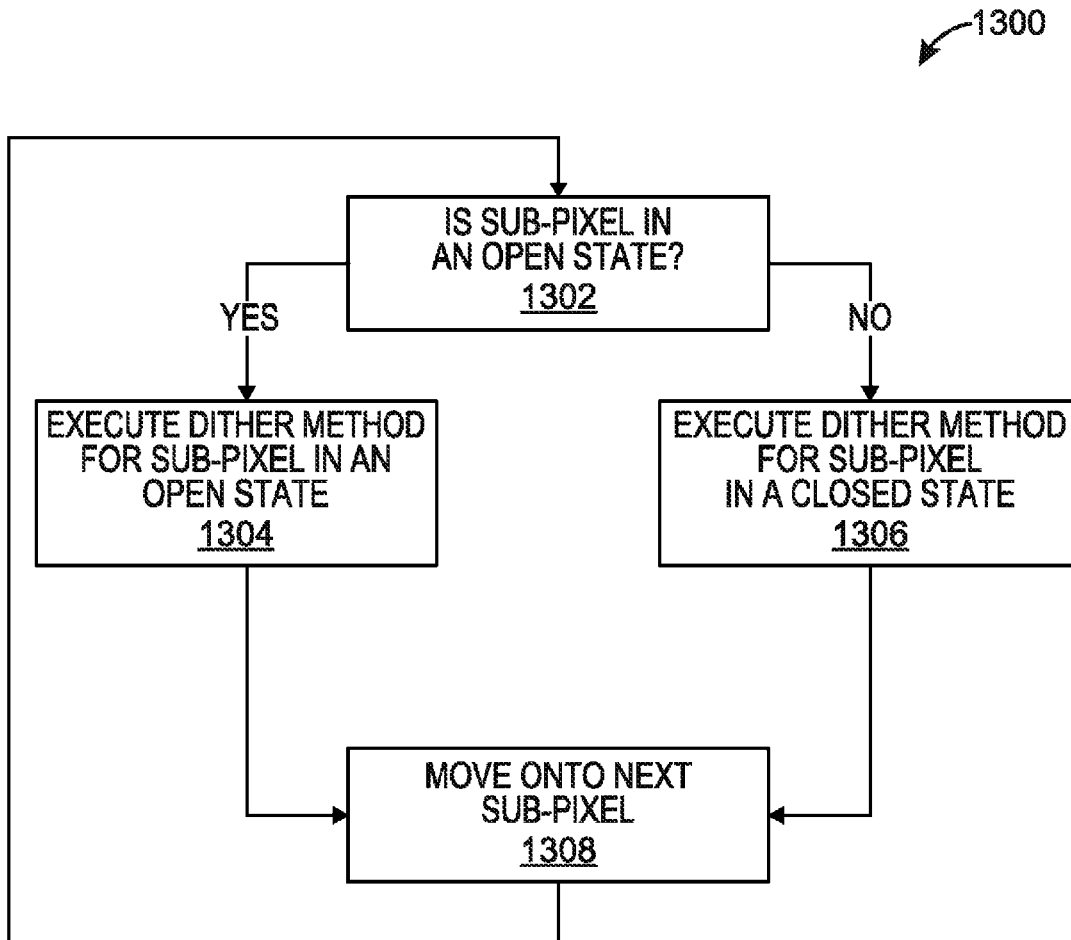 1300
IS SUB-PIXEL IN
AN OPEN STATE?
1302
YES
NO
EXECUTE DITHER METHOD
FOR SUB-PIXEL IN AN
OPEN STATE
1304
EXECUTE DITHER METHOD
FOR SUB-PIXEL
IN A CLOSED STATE
1306
MOVE ONTO NEXT
SUB-PIXEL
1308